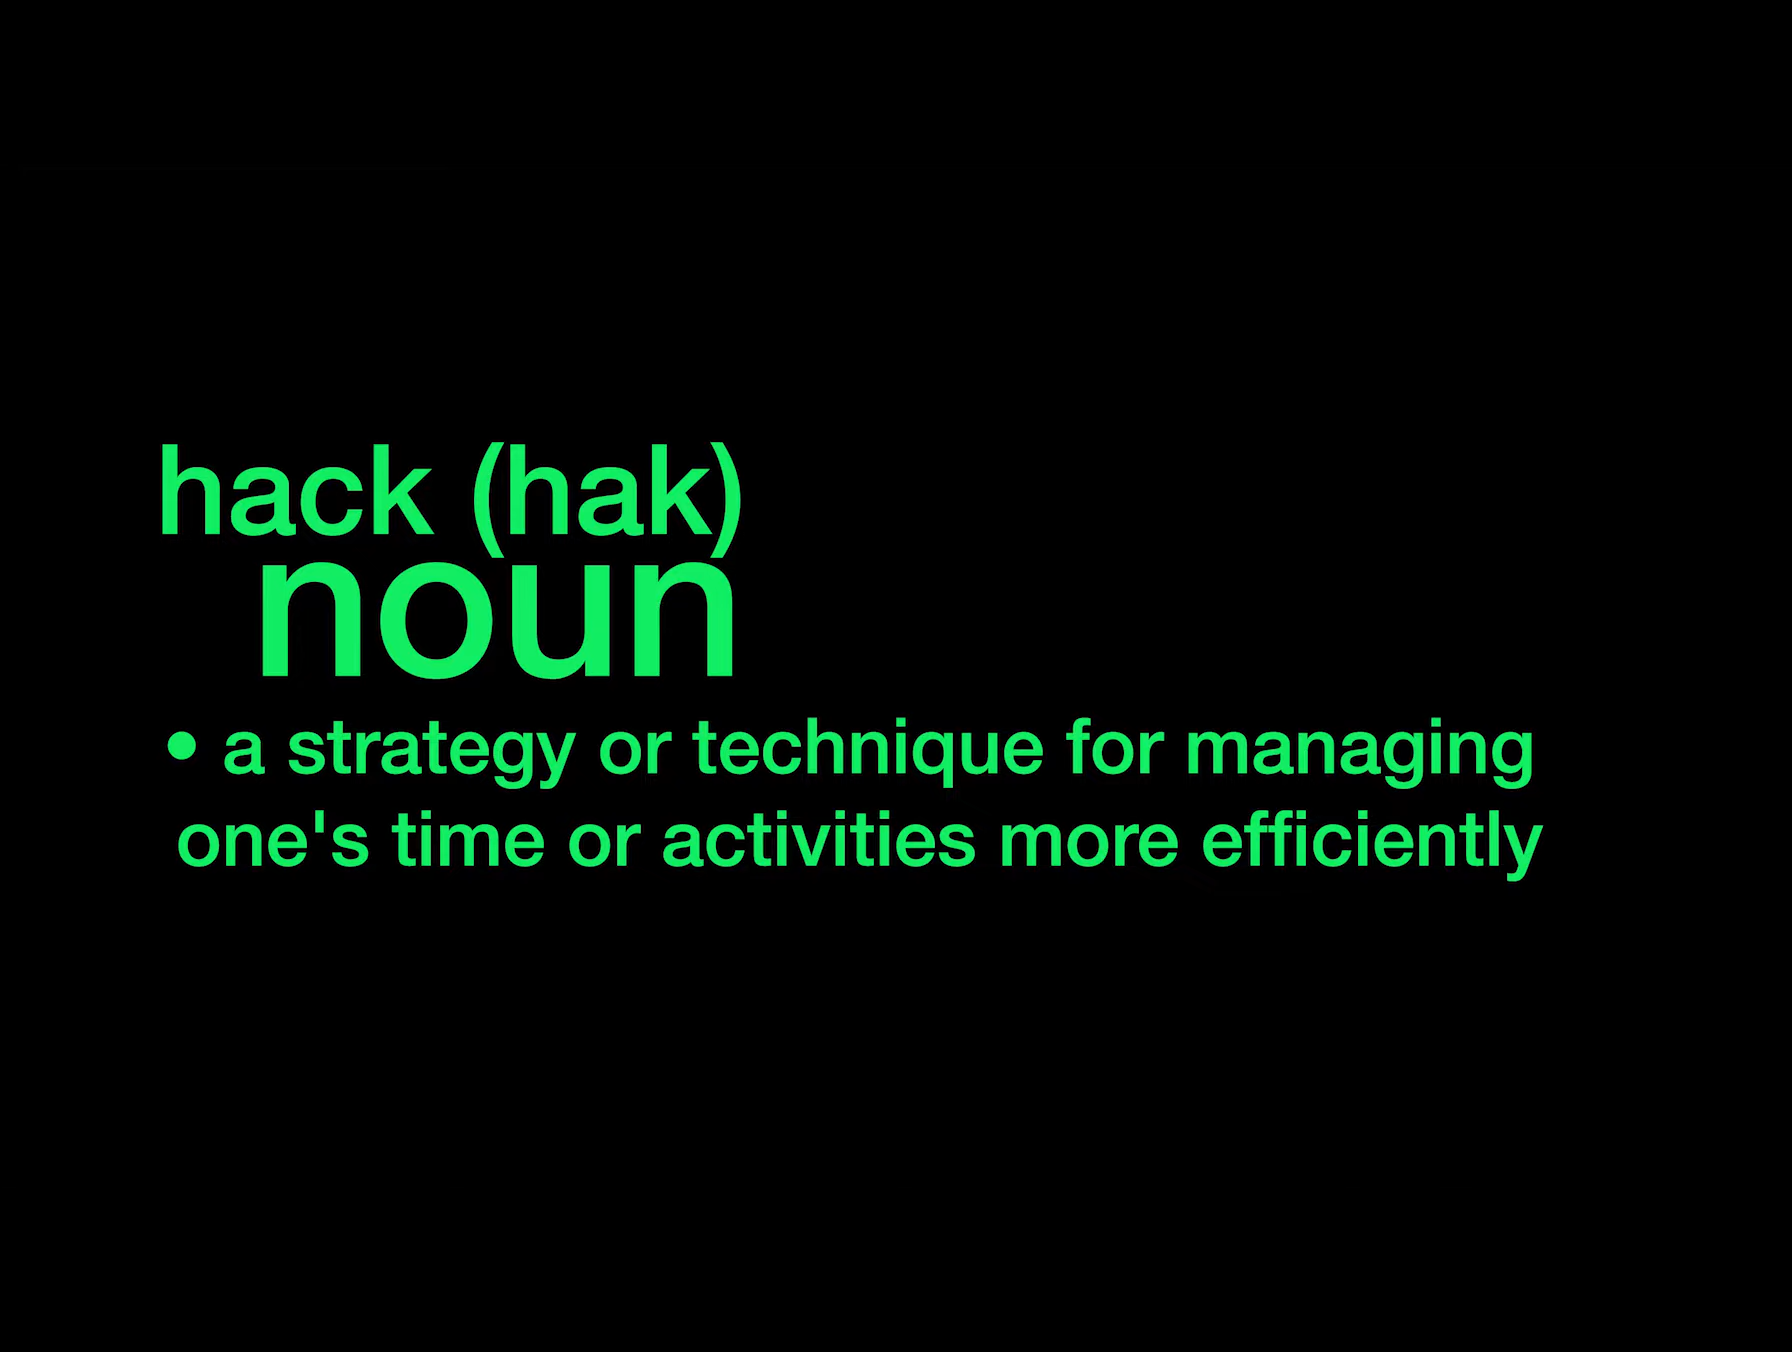 hack (hak)
noun
• a strategy or technique for managing
one's time or activities more efficiently